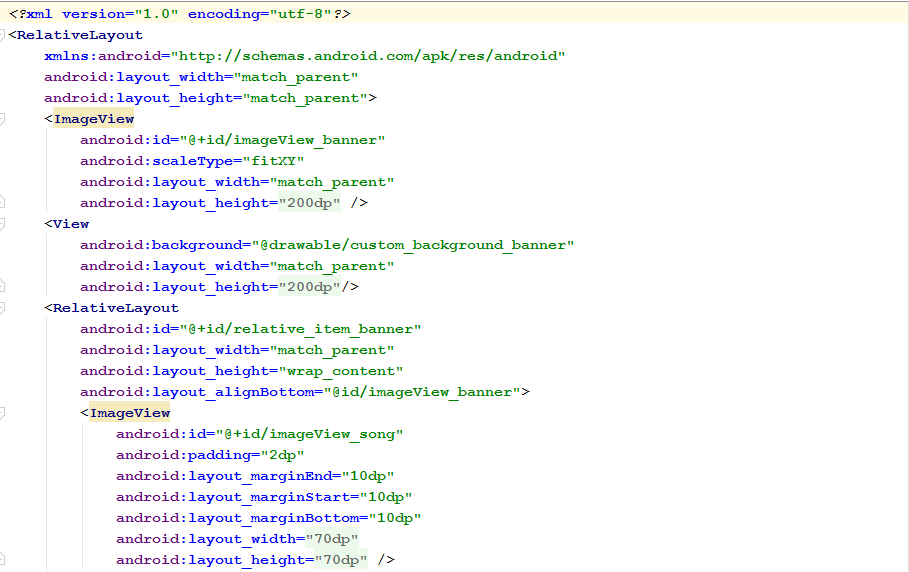 <?xml version="1.0" encoding="utf-8"?>
<RelativeLayout
    xmlns:android="http://schemas.android.com/apk/res/android"
    android:layout_width="match_parent"
    android:layout_height="match_parent">
    <ImageView
        android:id="@+id/imageView_banner"
        android:scaleType="fitXY"
        android:layout_width="match_parent"
        android:layout_height="200dp" />
    <View
        android:background="@drawable/custom_background_banner"
        android:layout_width="match_parent"
        android:layout_height="200dp"/>
    <RelativeLayout
        android:id="@+id/relative_item_banner"
        android:layout_width="match_parent"
        android:layout_height="wrap_content"
        android:layout_alignBottom="@id/imageView_banner">
        <ImageView
            android:id="@+id/imageView_song"
            android:padding="2dp"
            android:layout_marginEnd="10dp"
            android:layout_marginStart="10dp"
            android:layout_marginBottom="10dp"
            android:layout_width="70dp"
            android:layout_height="70dp" />